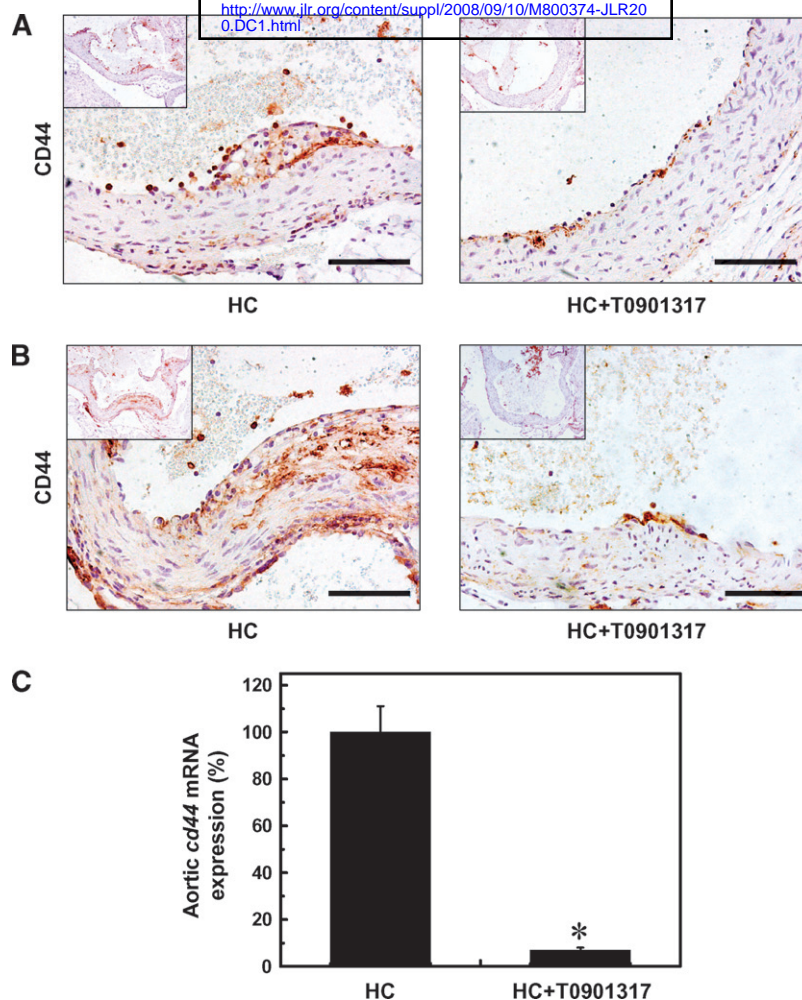 http://www.jlr.org/content/suppl/2008/09/10/M800374-JLR20
0.DC1.html
A
CD44
HC
HC+T0901317
B
CD44
HC
HC+T0901317
C
Aortic cd44 mRNA
expression (%)
120
100
80
60
40
20
0
*
HC
HC+T0901317